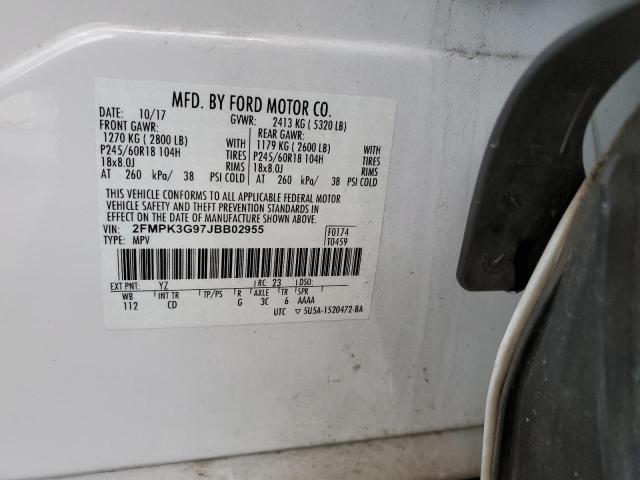 MFD. BY FORD MOTOR CO.
DATE: 10/17 GVWR: 2413 KG ( 5320 LB)
FRONT GAWR: REAR GAWR:
1270 KG ( 2800 LB) WITH 1179 KG ( 2600 LB) WITH
P245/60R18 104H TIRES P245/60R18 104H TIRES
18x8.0J RIMS 18x8.0J RIMS
AT 260 kPa/ 38 PSI COLD AT 260 kPa/ 38 PSI COLD
THIS VEHICLE CONFORMS TO ALL APPLICABLE FEDERAL MOTOR
VEHICLE SAFETY AND THEFT PREVENTION STANDARDS IN
EFFECT ON THE DATE OF MANUFACTURE SHOWN ABOVE.
VIN: 2FMPK3G97JBB02955 F0174
TYPE: MPV T0459
EXT PNT: YZ RC: 23 DSO:
WB INT TR TP/PS R AXLE TR SPR
112 CD G 3C 6 AAAA
UTC ▽ 5U5A-1520472-BA